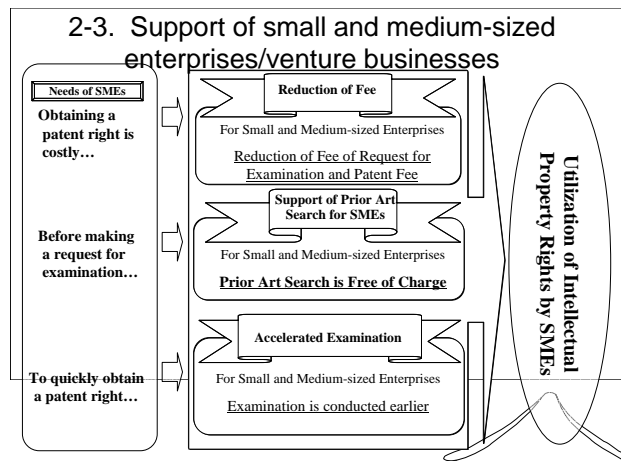 2-3. Support of small and medium-sized
enterprises/venture businesses
Needs of SMEs
Obtaining a
patent right is
costly…
Reduction of Fee
For Small and Medium-sized Enterprises
Reduction of Fee of Request for
Examination and Patent Fee
Before making
a request for
examination…
Support of Prior Art
Search for SMEs
For Small and Medium-sized Enterprises
Prior Art Search is Free of Charge
To quickly obtain
a patent right…
Accelerated Examination
For Small and Medium-sized Enterprises
Examination is conducted earlier
Utilization of Intellectual
Property Rights by SMEs